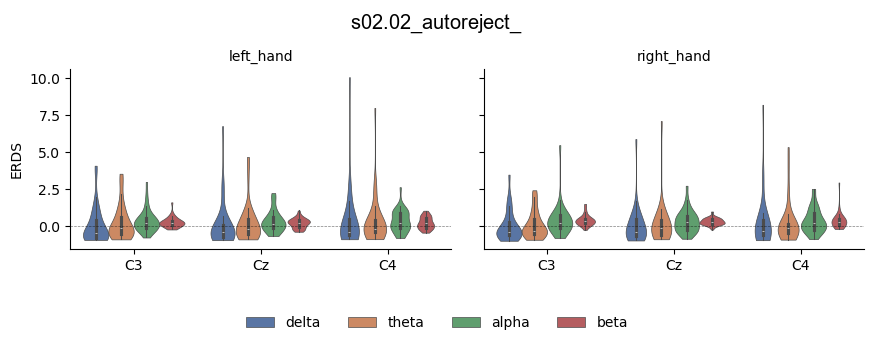 s02.02_autoreject_
left_hand
right_hand
ERDS
10.0
7.5
5.0
2.5
0.0
C3
Cz
C4
C3
Cz
C4
delta
theta
alpha
beta